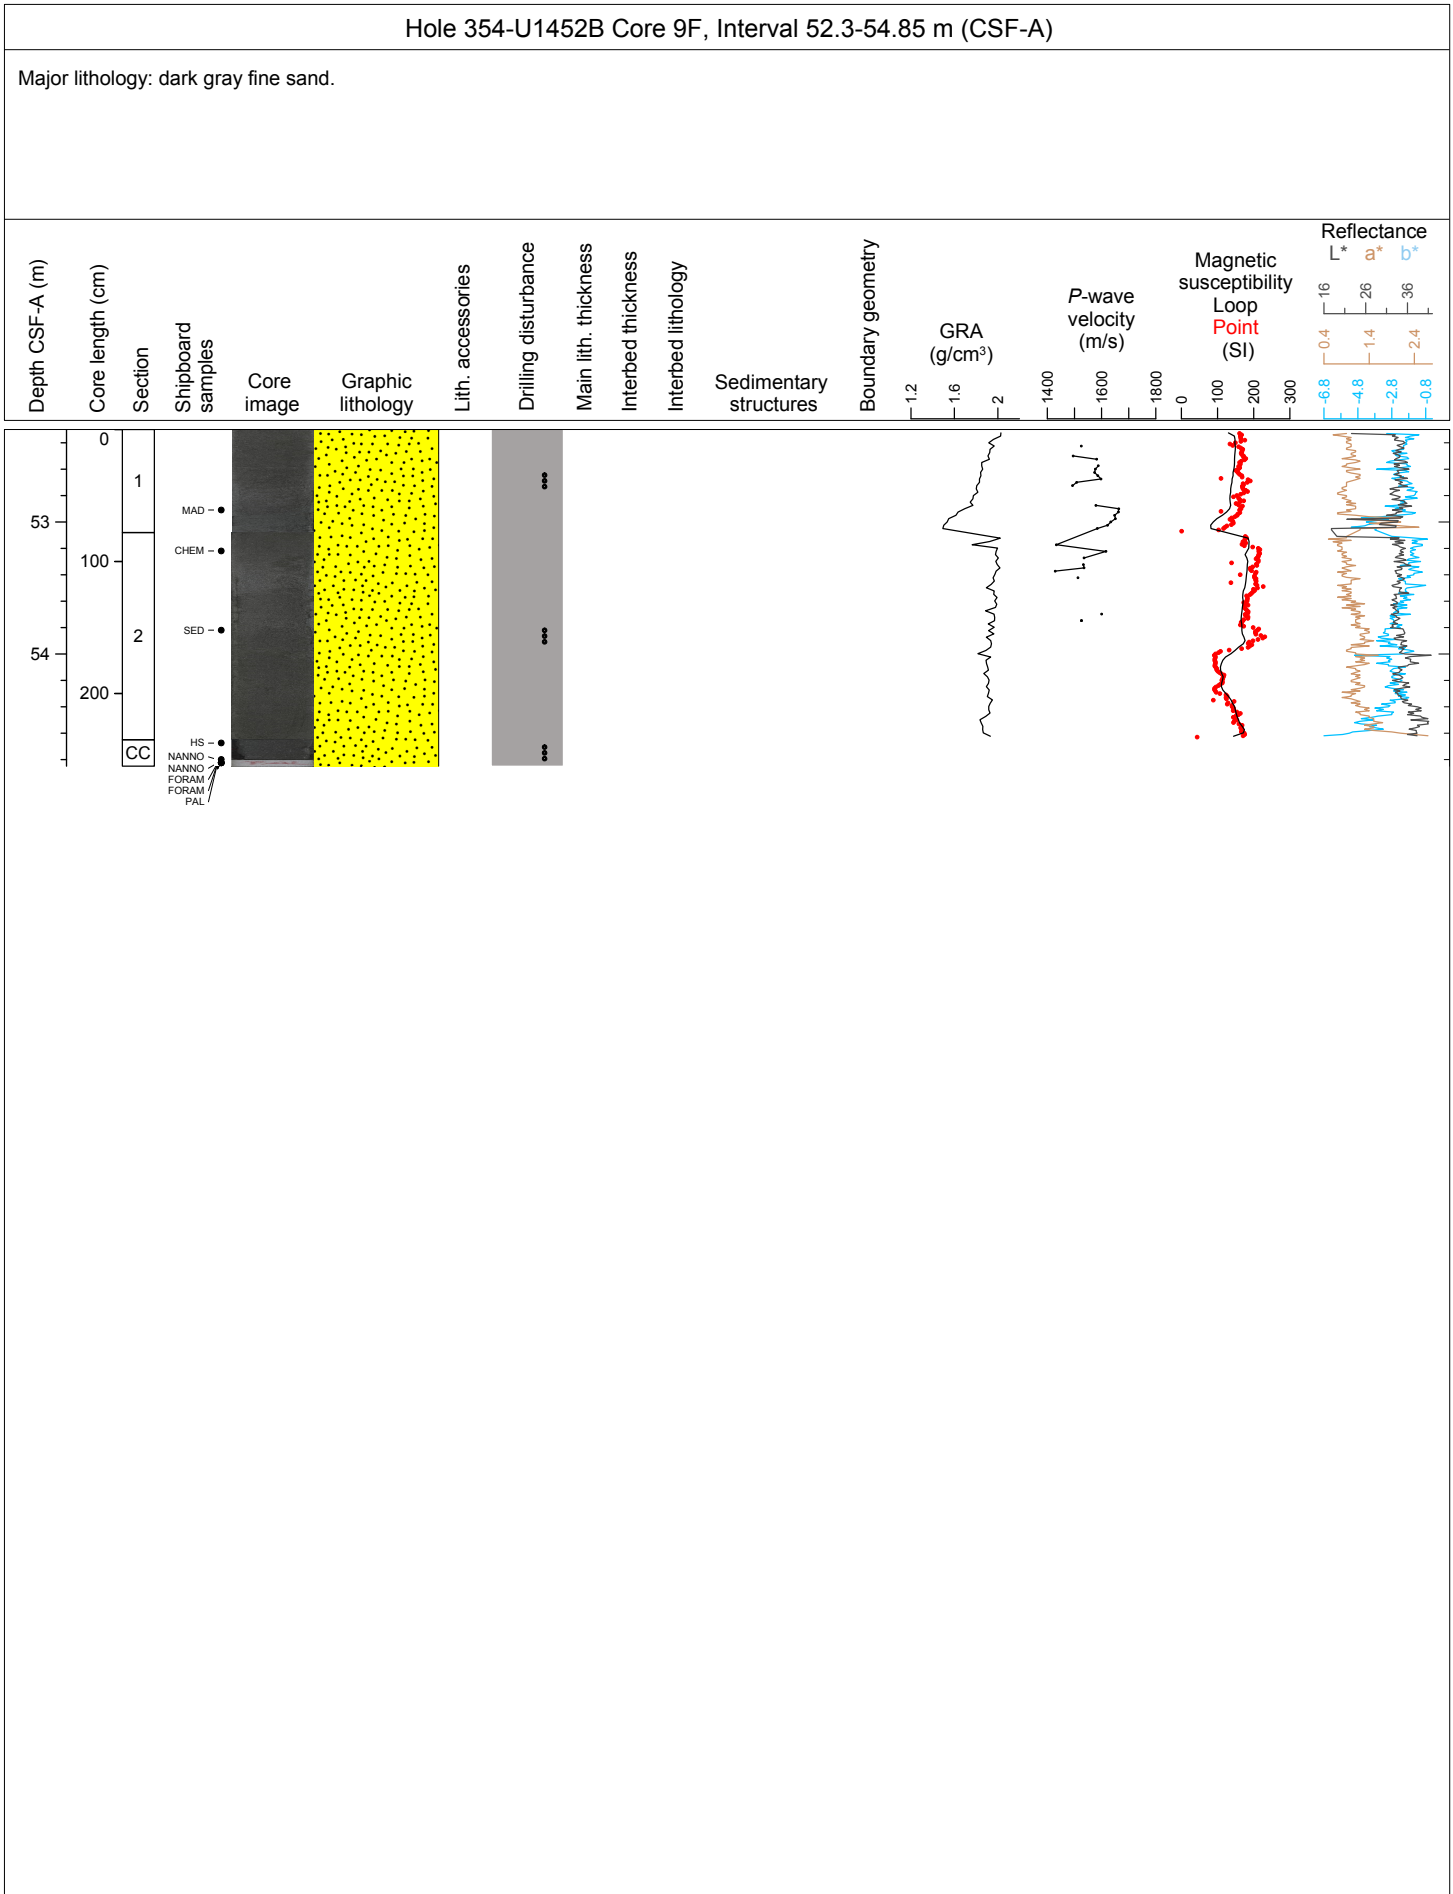 Hole 354-U1452B Core 9F, Interval 52.3-54.85 m (CSF-A)
Major lithology: dark gray fine sand.
Depth CSF-A (m)
Core length (cm)
Section
Shipboard
samples
Core
image
Graphic
lithology
Lith. accessories
Drilling disturbance
Main lith. thickness
Interbed thickness
Interbed lithology
Sedimentary
structures
Boundary geometry
GRA
(g/cm³)
1.2
1.6
2
P-wave
velocity
(m/s)
1400
1600
1800
Magnetic
susceptibility
Loop
Point
(SI)
0
100
200
300
Reflectance
L* a* b*
16
26
36
0.4
1.4
2.4
-6.8
-4.8
-2.8
-0.8
53
54
0
100
200
1
2
CC
MAD
CHEM
SED
HS
NANNO
NANNO
FORAM
FORAM
PAL